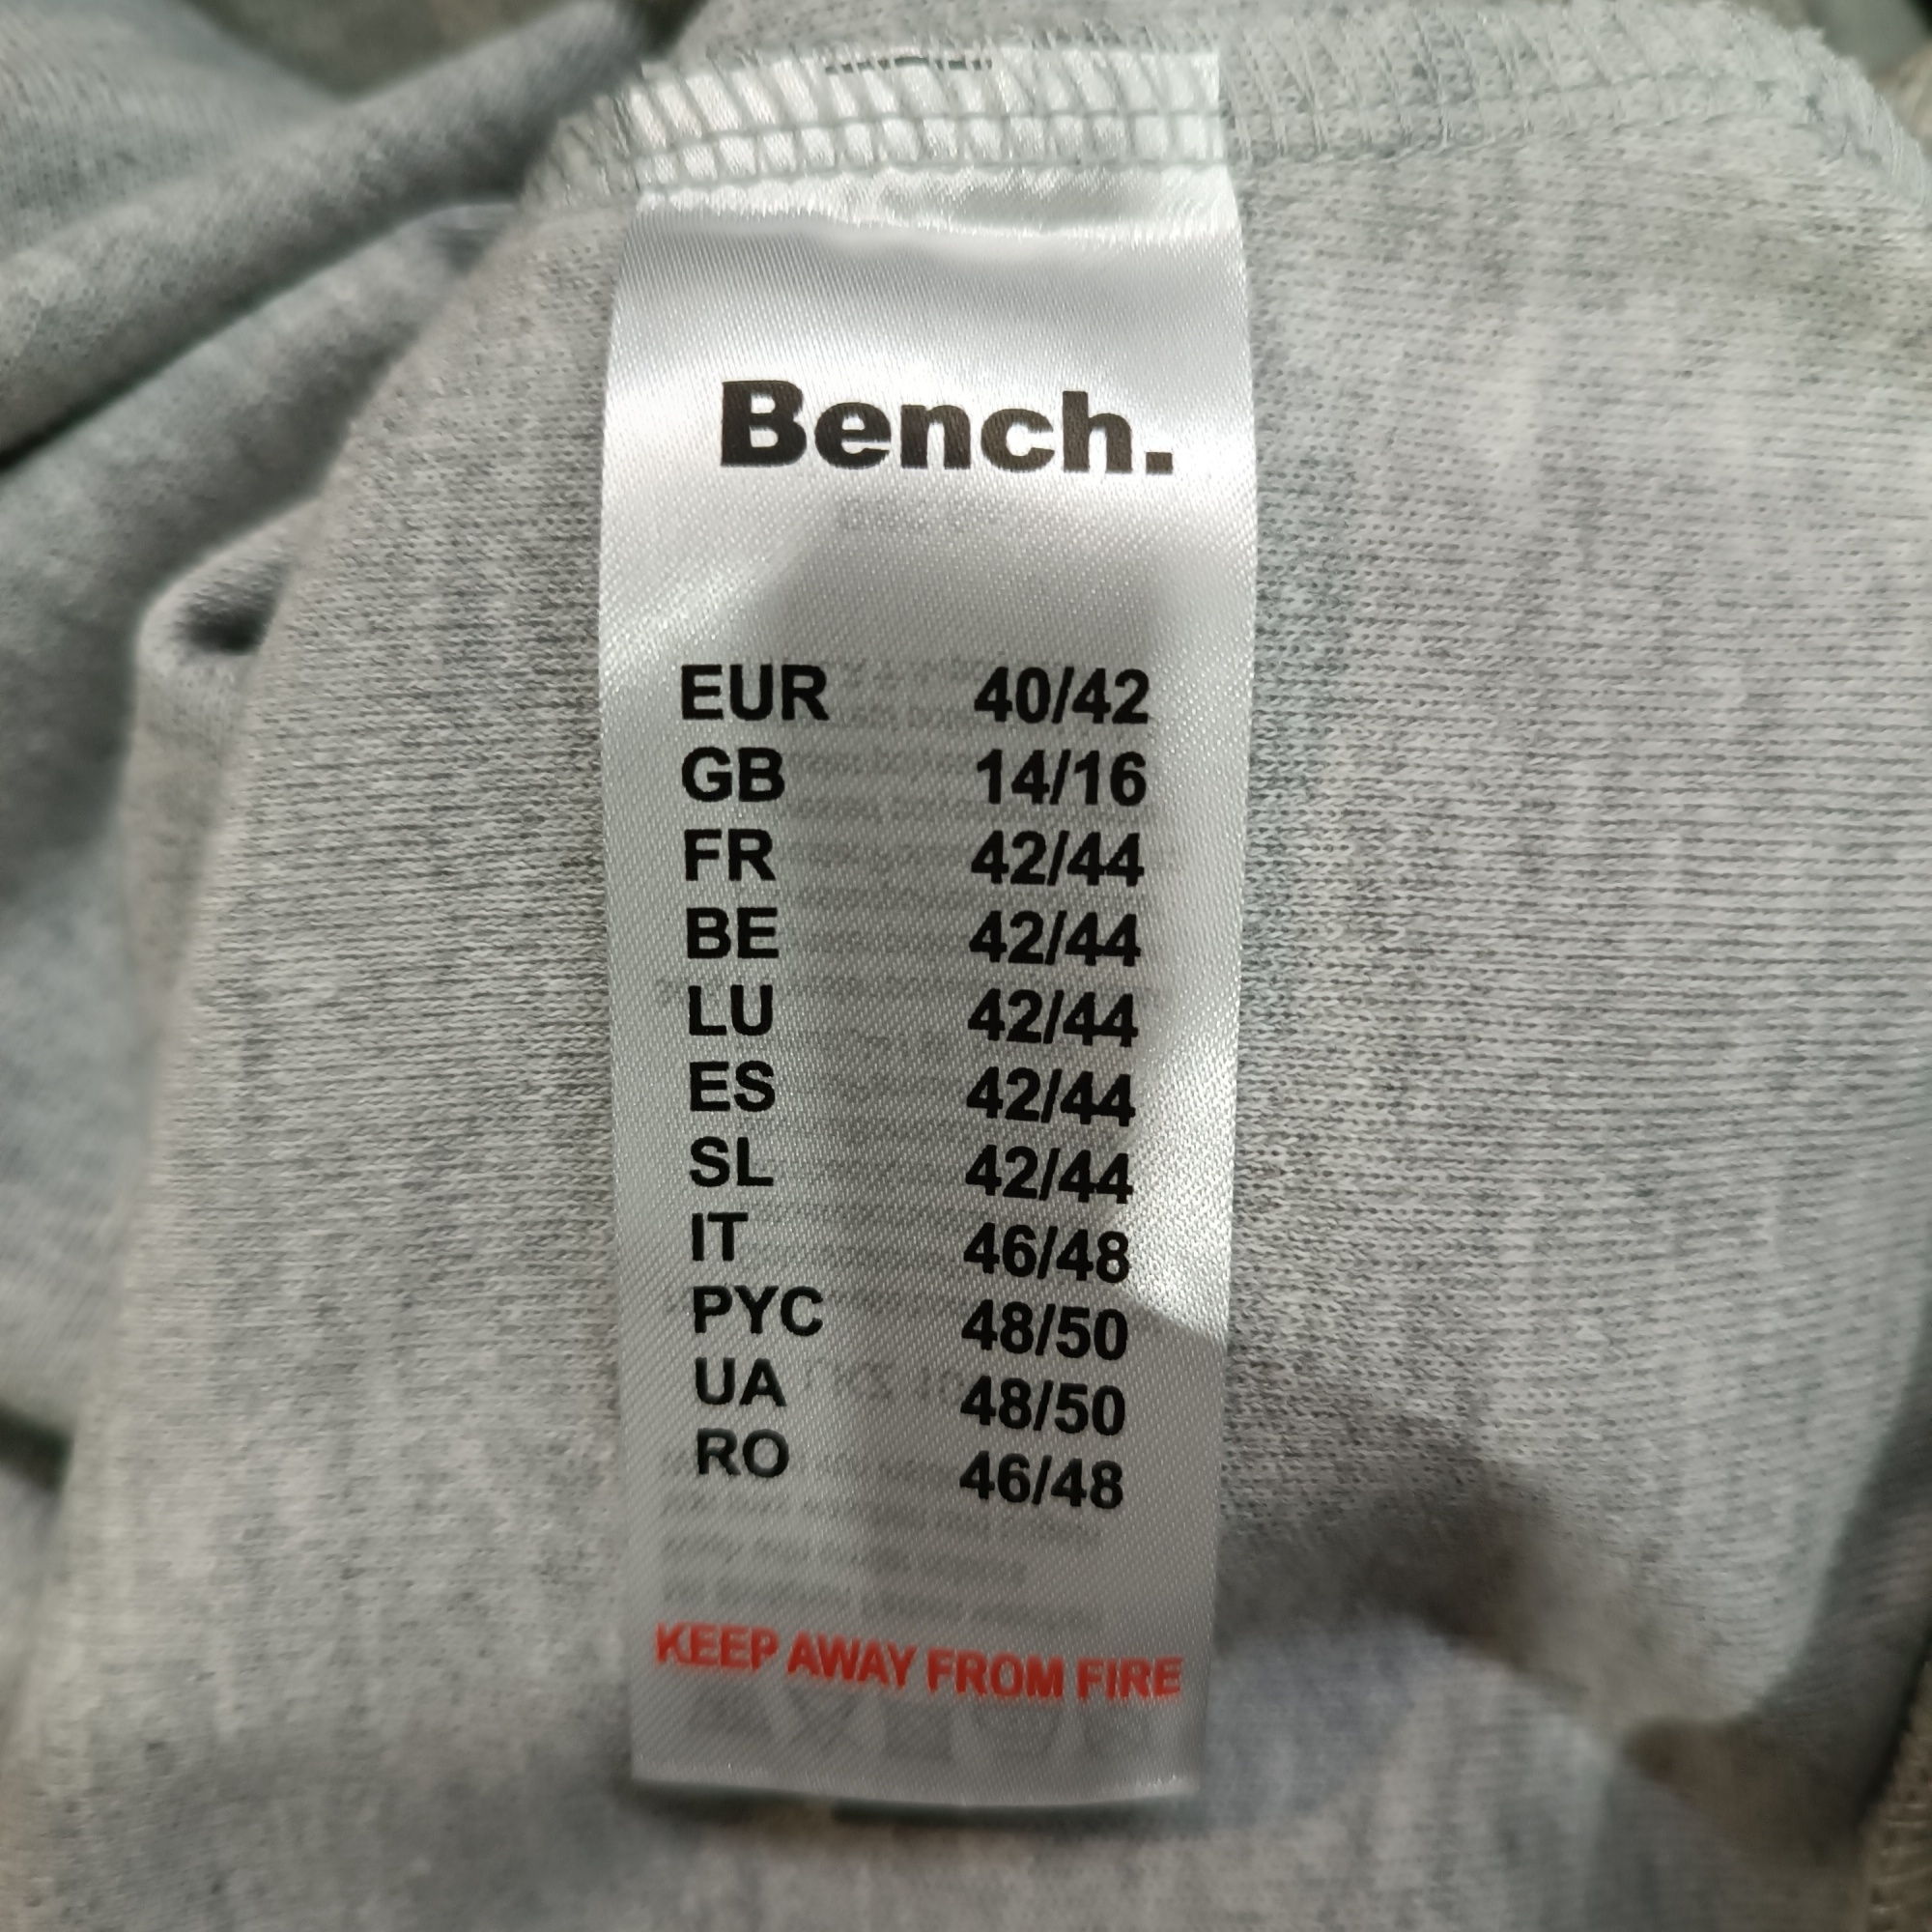 Bench.
EUR 40/42
GB 14/16
FR 42/44
BE 42/44
LU 42/44
ES 42/44
SL 42/44
IT 46/48
РУС 48/50
UA 48/50
RO 46/48
KEEP AWAY FROM FIRE